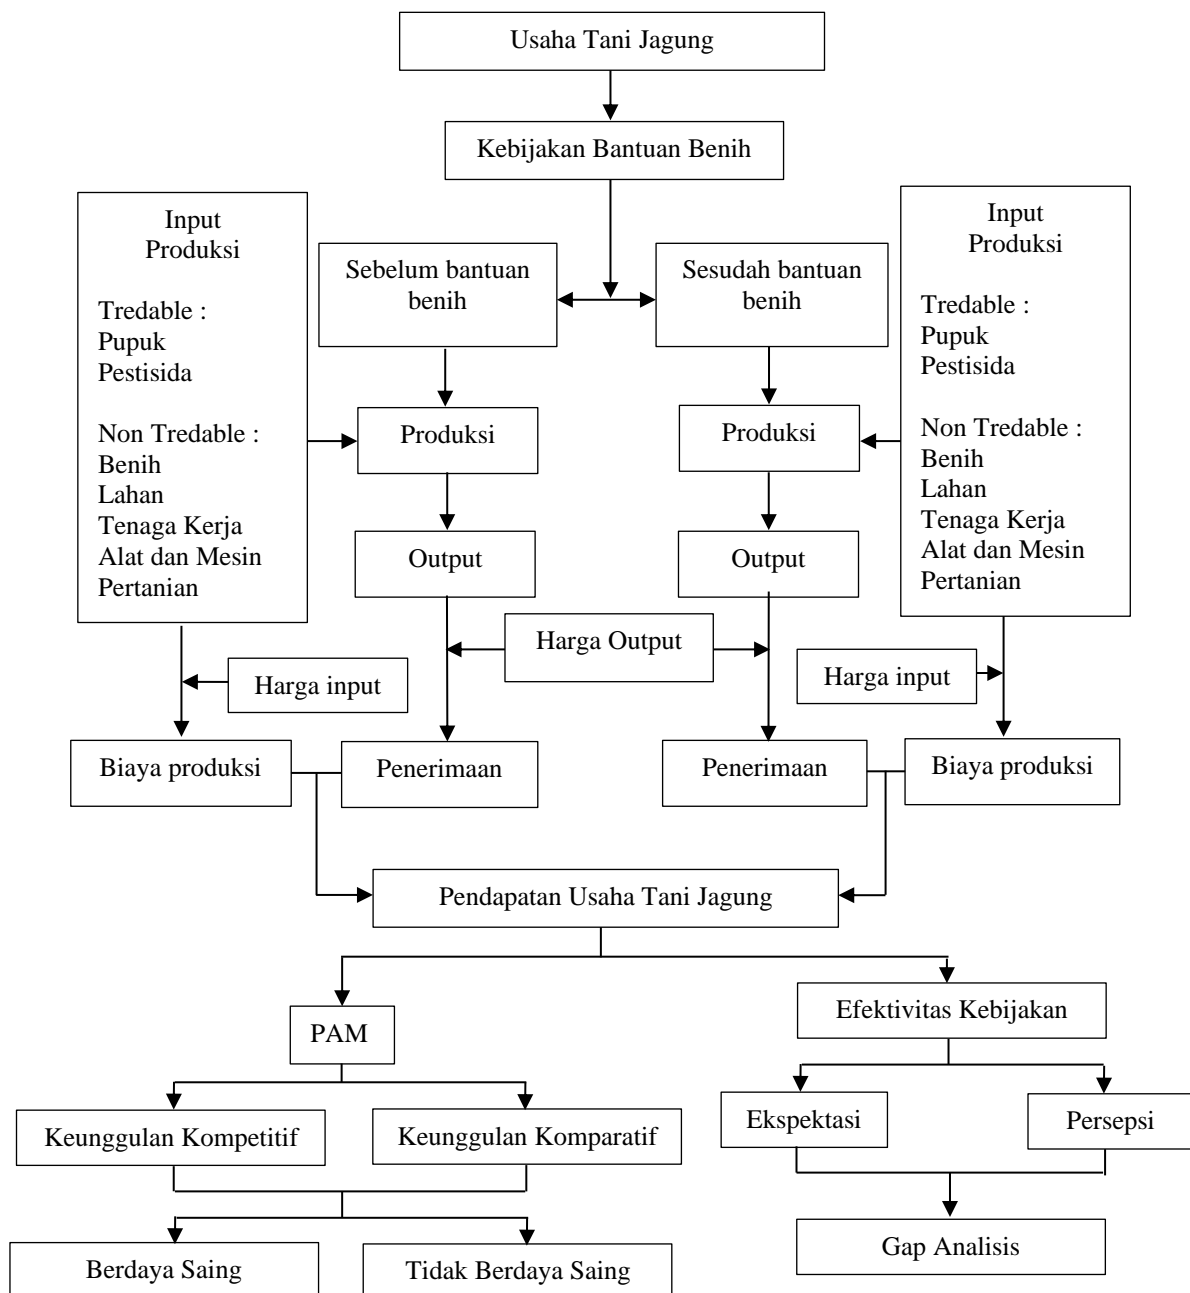 Usaha Tani Jagung
Kebijakan Bantuan Benih
Input
Produksi
Tredable :
Pupuk
Pestisida
Non Tredable :
Benih
Lahan
Tenaga Kerja
Alat dan Mesin
Pertanian
Sebelum bantuan
benih
Sesudah bantuan
benih
Input
Produksi
Tredable :
Pupuk
Pestisida
Non Tredable :
Benih
Lahan
Tenaga Kerja
Alat dan Mesin
Pertanian
Produksi
Produksi
Output
Output
Harga Output
Harga input
Harga input
Biaya produksi
Penerimaan
Penerimaan
Biaya produksi
Pendapatan Usaha Tani Jagung
PAM
Efektivitas Kebijakan
Keunggulan Kompetitif
Keunggulan Komparatif
Ekspektasi
Persepsi
Berdaya Saing
Tidak Berdaya Saing
Gap Analisis